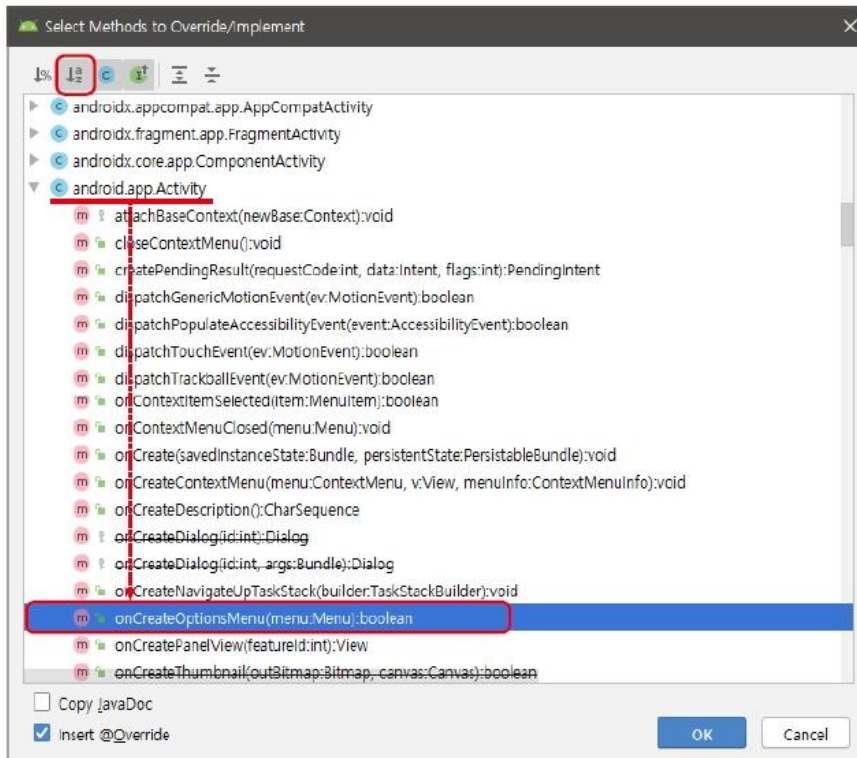 Select Methods to Override/Implement
androidx.appcompat.app.AppCompatActivity
androidx.fragment.app.FragmentActivity
androidx.core.app.ComponentActivity
android.app.Activity
attachBaseContext(newBase:Context):void
closeContextMenu():void
createPendingResult(requestCode:int, data:Intent, flags:int):PendingIntent
dispatchGenericMotionEvent(ev:MotionEvent):boolean
dispatchPopulateAccessibilityEvent(event:AccessibilityEvent):boolean
dispatchTouchEvent(ev:MotionEvent):boolean
dispatchTrackballEvent(ev:MotionEvent):boolean
onContextItemSelected(item:MenuItem):boolean
onContextMenuClosed(menu:Menu):void
onCreate(savedInstanceState:Bundle, persistentState:PersistableBundle):void
onCreateContextMenu(menu:ContextMenu, v:View, menuInfo:ContextMenuInfo):void
onCreateDescription():CharSequence
onCreateDialog(id:int):Dialog
onCreateDialog(id:int, args:Bundle):Dialog
onCreateNavigateUpTaskStack(builder:TaskStackBuilder):void
onCreateOptionsMenu(menu:Menu):boolean
onCreatePanelView(featureId:int):View
onCreateThumbnail(outBitmap:Bitmap, canvas:Canvas):boolean
Copy JavaDoc
Insert @Override
OK
Cancel